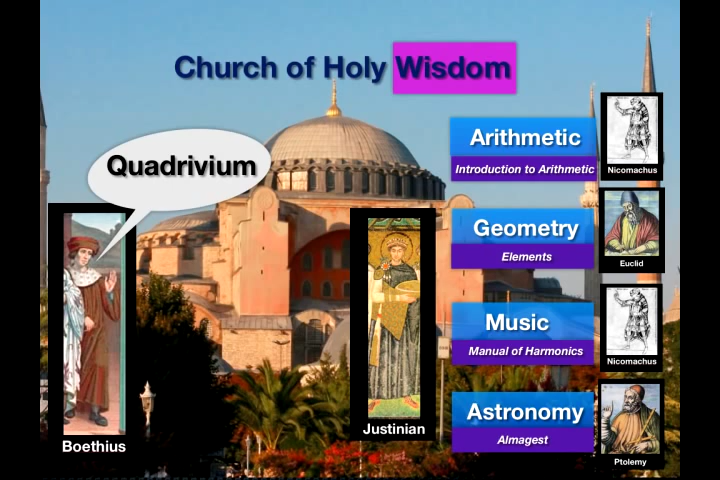 Church of Holy Wisdom
Quadrivium
Boethius
Justinian
Arithmetic
Introduction to Arithmetic
Nicomachus
Geometry
Elements
Euclid
Music
Manual of Harmonics
Nicomachus
Astronomy
Almagest
Ptolemy